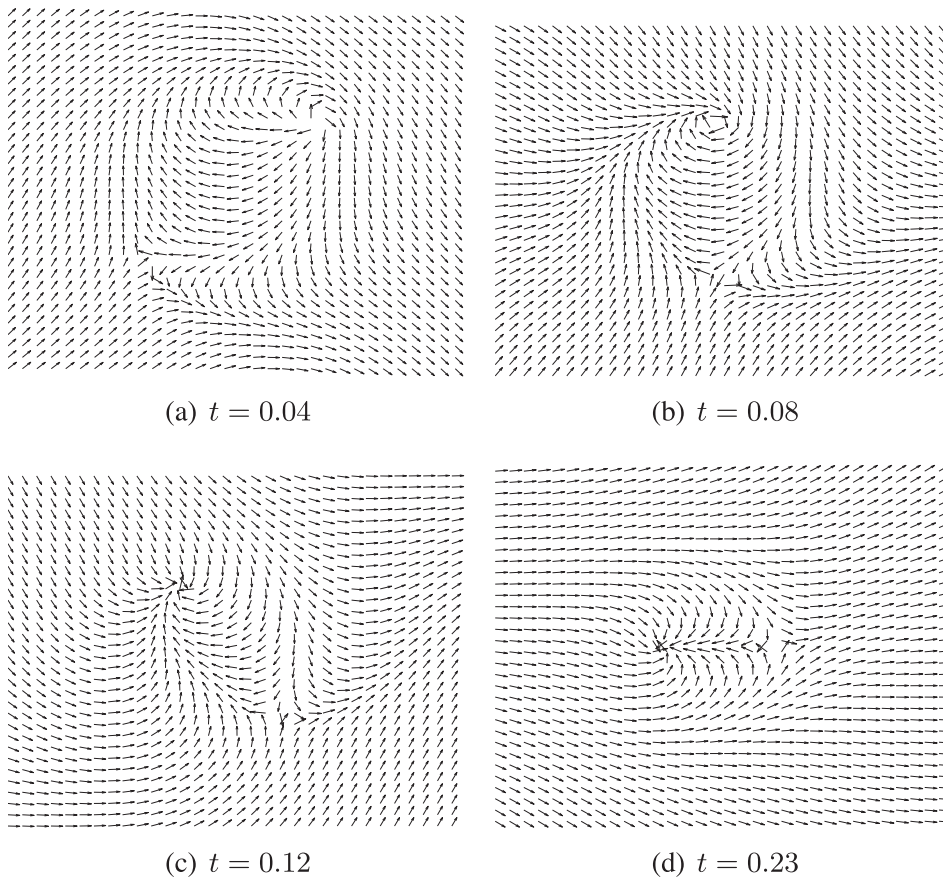 (a) t = 0.04
(b) t = 0.08
(c) t = 0.12
(d) t = 0.23